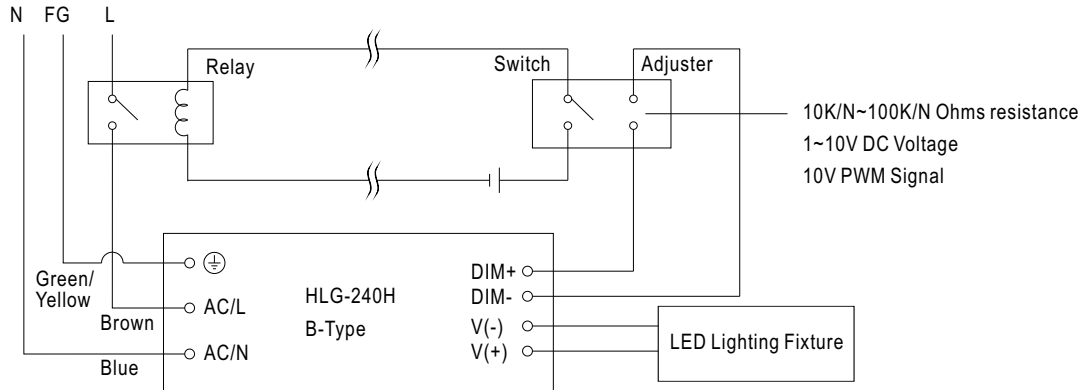 N FG L
Relay
Switch
Adjuster
10K/N~100K/N Ohms resistance
1~10V DC Voltage
10V PWM Signal
Green/
Yellow
Brown
Blue
AC/L
AC/N
HLG-240H
B-Type
DIM+
DIM-
V(-)
V(+)
LED Lighting Fixture